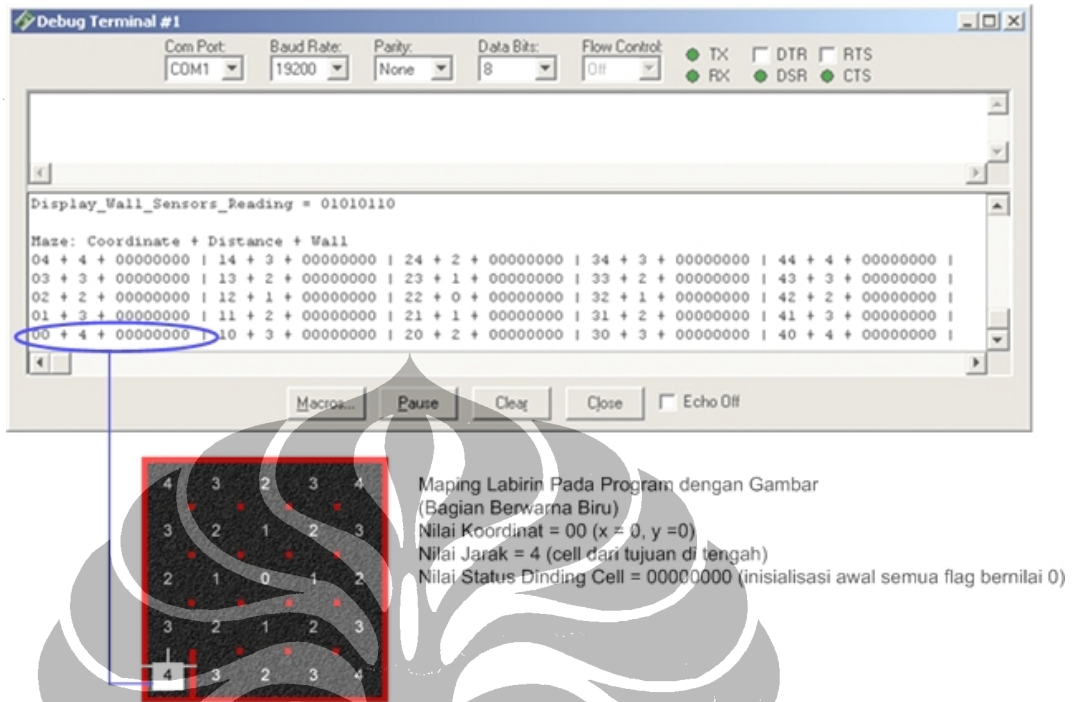 Debug Terminal #1
Com Port: Baud Rate: Parity: Data Bits: Flow Control:
COM1 19200 None 8 Off
TX DTR RTS
RX DSR CTS
Display_Wall_Sensors_Reading = 01010110
Maze: Coordinate + Distance + Wall
04 + 4 + 00000000 | 14 + 3 + 00000000 | 24 + 2 + 00000000 | 34 + 3 + 00000000 | 44 + 4 + 00000000 |
03 + 3 + 00000000 | 13 + 2 + 00000000 | 23 + 1 + 00000000 | 33 + 2 + 00000000 | 43 + 3 + 00000000 |
02 + 2 + 00000000 | 12 + 1 + 00000000 | 22 + 0 + 00000000 | 32 + 1 + 00000000 | 42 + 2 + 00000000 |
01 + 3 + 00000000 | 11 + 2 + 00000000 | 21 + 1 + 00000000 | 31 + 2 + 00000000 | 41 + 3 + 00000000 |
00 + 4 + 00000000 | 10 + 3 + 00000000 | 20 + 2 + 00000000 | 30 + 3 + 00000000 | 40 + 4 + 00000000 |
Macros... Pause Clear Close Echo Off
4 3 2 3 4
3 2 1 2 3
2 1 0 1 2
3 2 1 2 3
4 3 2 3 4
Maping Labirin Pada Program dengan Gambar
(Bagian Berwarna Biru)
Nilai Koordinat = 00 (x = 0, y =0)
Nilai Jarak = 4 (cell dari tujuan di tengah)
Nilai Status Dinding Cell = 00000000 (inisialisasi awal semua flag bernilai 0)